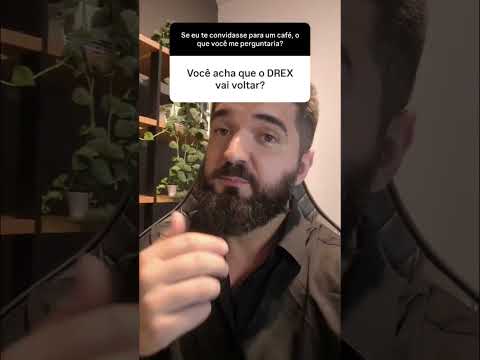 Se eu te convidasse para um café, o
que você me perguntaria?
Você acha que o DREX
vai voltar?